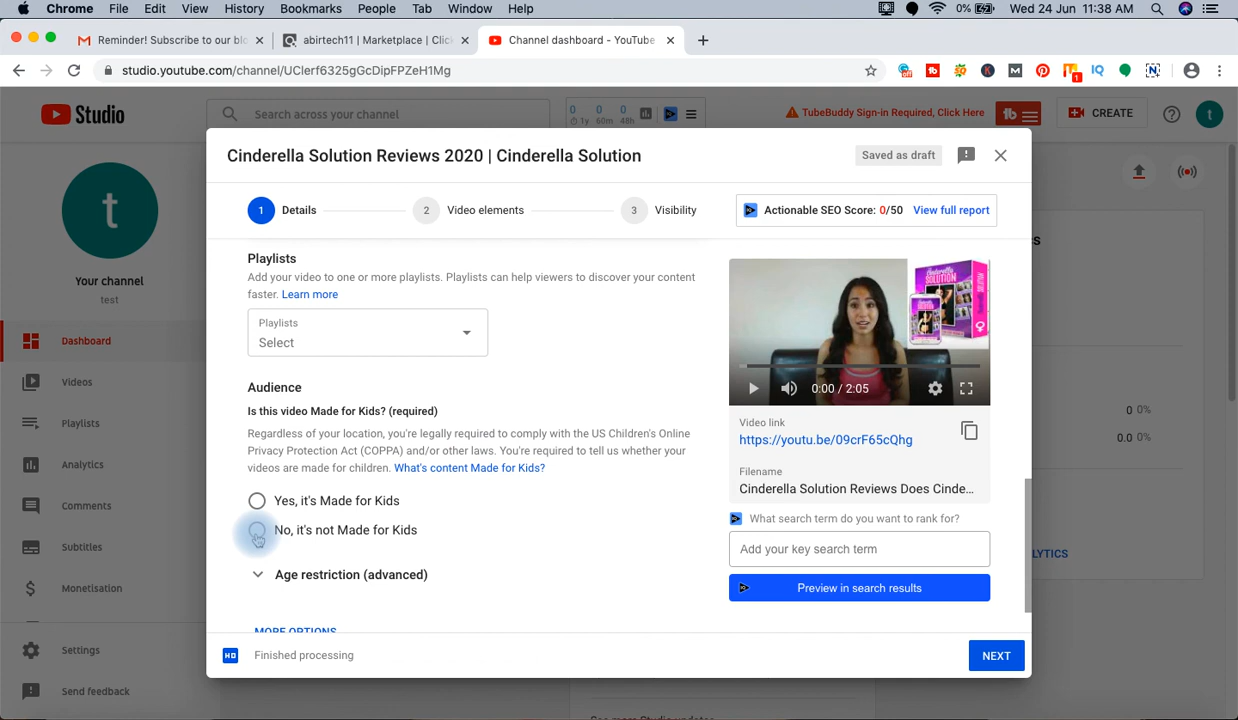 Chrome File Edit View History Bookmarks People Tab Window Help 0% Wed 24 Jun 11:38 AM
Reminder! Subscribe to our blo abirtech11 | Marketplace | Click Channel dashboard - YouTube
studio.youtube.com/channel/UClerf6325gGcDipFPZeH1Mg
Studio Search across your channel 0 0 0 1y 60m 48h TubeBuddy Sign-in Required, Click Here CREATE t
Cinderella Solution Reviews 2020 | Cinderella Solution Saved as draft
1 Details 2 Video elements 3 Visibility Actionable SEO Score: 0/50 View full report
t
Your channel
test
Dashboard
Videos
Playlists
Analytics
Comments
Subtitles
Monetisation
Settings
Send feedback
Playlists
Add your video to one or more playlists. Playlists can help viewers to discover your content
faster. Learn more
Playlists
Select
Audience
Is this video Made for Kids? (required)
Regardless of your location, you're legally required to comply with the US Children's Online
Privacy Protection Act (COPPA) and/or other laws. You're required to tell us whether your
videos are made for children. What's content Made for Kids?
Yes, it's Made for Kids
No, it's not Made for Kids
Age restriction (advanced)
MORE OPTIONS
Cinderella
SOLUTION
0:00 / 2:05
Video link
https://youtu.be/09crF65cQhg
Filename
Cinderella Solution Reviews Does Cinde...
What search term do you want to rank for?
Add your key search term
Preview in search results
HD Finished processing
NEXT
0 0%
0.0 0%